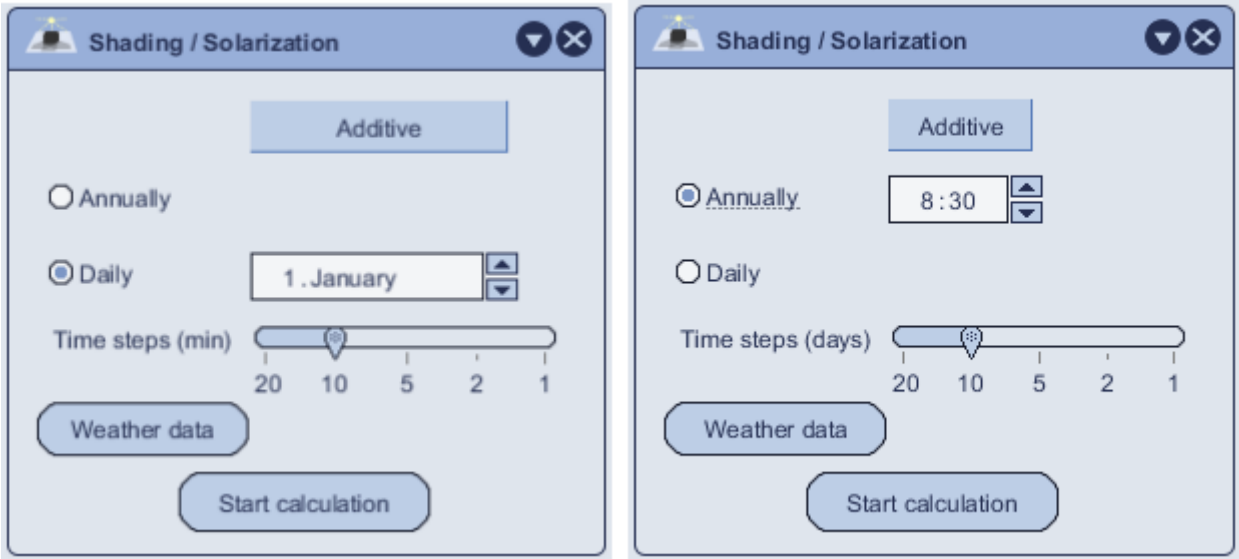 Shading / Solarization
Additive
Annually
Daily
1.January
Time steps (min)
20 10 5 2 1
Weather data
Start calculation
Shading / Solarization
Additive
Annually
8:30
Daily
Time steps (days)
20 10 5 2 1
Weather data
Start calculation